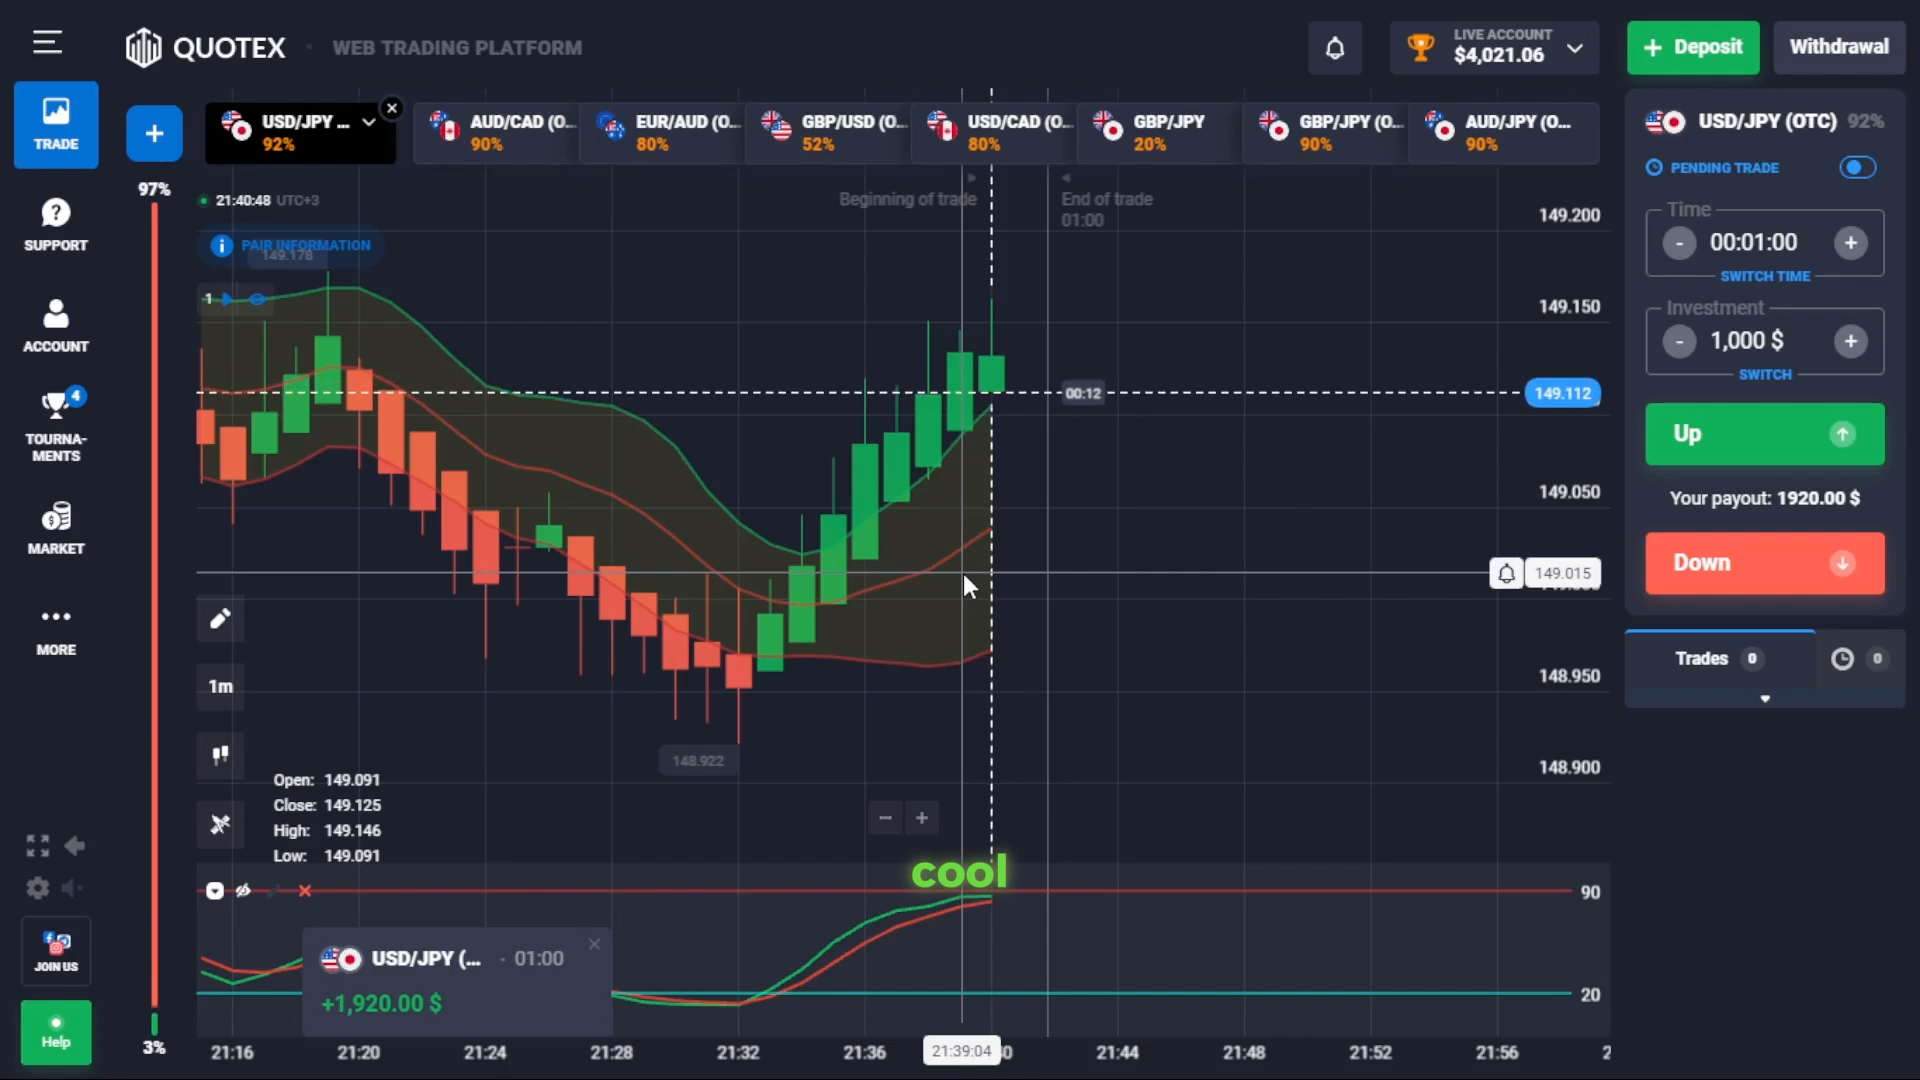 QUOTEX
WEB TRADING PLATFORM
LIVE ACCOUNT
$4,021.06
Deposit
Withdrawal
TRADE
SUPPORT
ACCOUNT
4
TOURNA-
MENTS
MARKET
MORE
JOIN US
Help
USD/JPY ...
92%
AUD/CAD (O...
90%
EUR/AUD (O...
80%
GBP/USD (O...
52%
USD/CAD (O...
80%
GBP/JPY
20%
GBP/JPY (O...
90%
AUD/JPY (O...
90%
97%
3%
21:40:48 UTC+3
PAIR INFORMATION
149.178
1
Beginning of trade
End of trade
01:00
149.200
149.150
00:12
149.112
149.050
149.015
148.950
148.900
148.922
1m
Open: 149.091
Close: 149.125
High: 149.146
Low: 149.091
cool
90
20
USD/JPY (... · 01:00
+1,920.00 $
21:16
21:20
21:24
21:28
21:32
21:36
21:39:04
21:44
21:48
21:52
21:56
USD/JPY (OTC) 92%
PENDING TRADE
Time
- 00:01:00 +
SWITCH TIME
Investment
- 1,000 $ +
SWITCH
Up
Your payout: 1920.00 $
Down
Trades 0
0